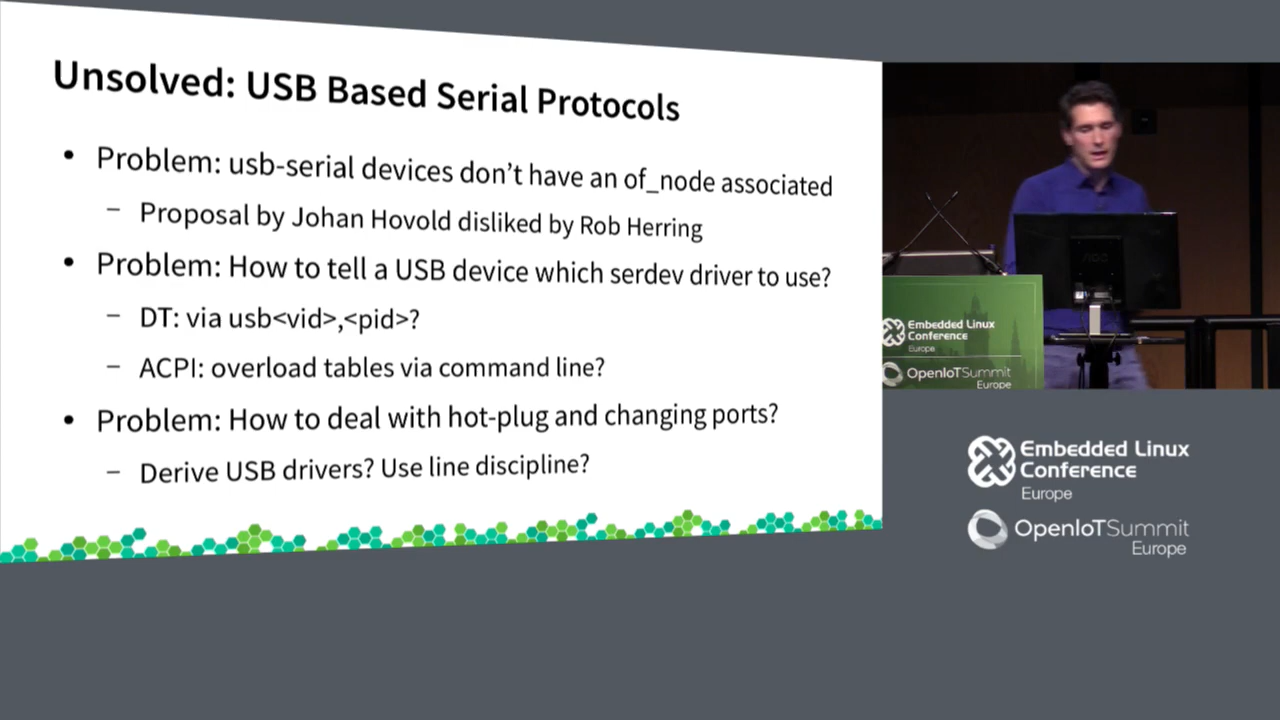 Unsolved: USB Based Serial Protocols
• Problem: usb-serial devices don’t have an of_node associated
– Proposal by Johan Hovold disliked by Rob Herring
• Problem: How to tell a USB device which serdev driver to use?
– DT: via usb<vid>,<pid>?
– ACPI: overload tables via command line?
• Problem: How to deal with hot-plug and changing ports?
– Derive USB drivers? Use line discipline?
Embedded Linux
Conference
Europe
OpenIoTSummit
Europe
AOC
Embedded Linux
Conference
Europe
OpenIoTSummit
Europe